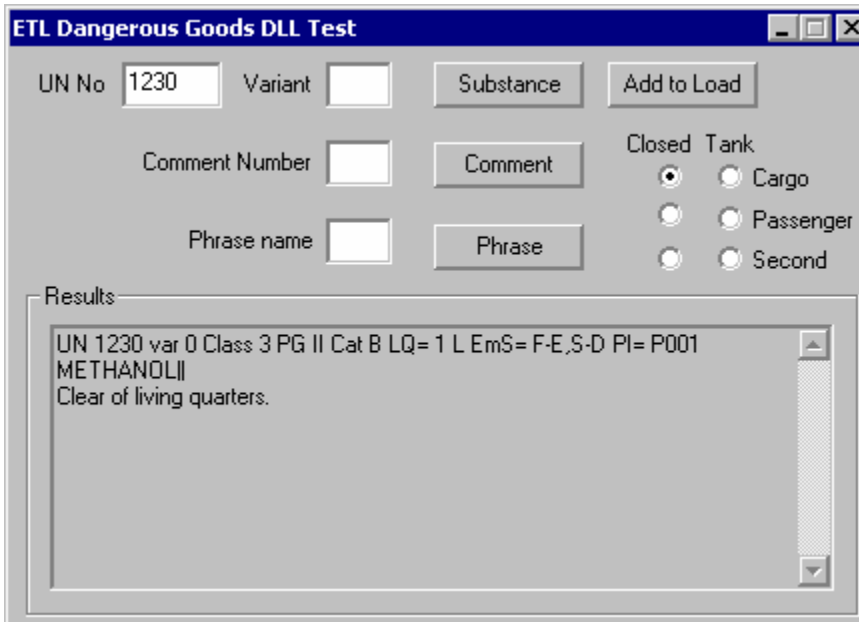 ETL Dangerous Goods DLL Test
UN No 1230 Variant Substance Add to Load
Closed Tank
Comment Number Comment Cargo
Passenger
Phrase name Phrase Second
Results
UN 1230 var 0 Class 3 PG II Cat B LQ= 1 L EmS= F-E,S-D PI= P001
METHANOL||
Clear of living quarters.